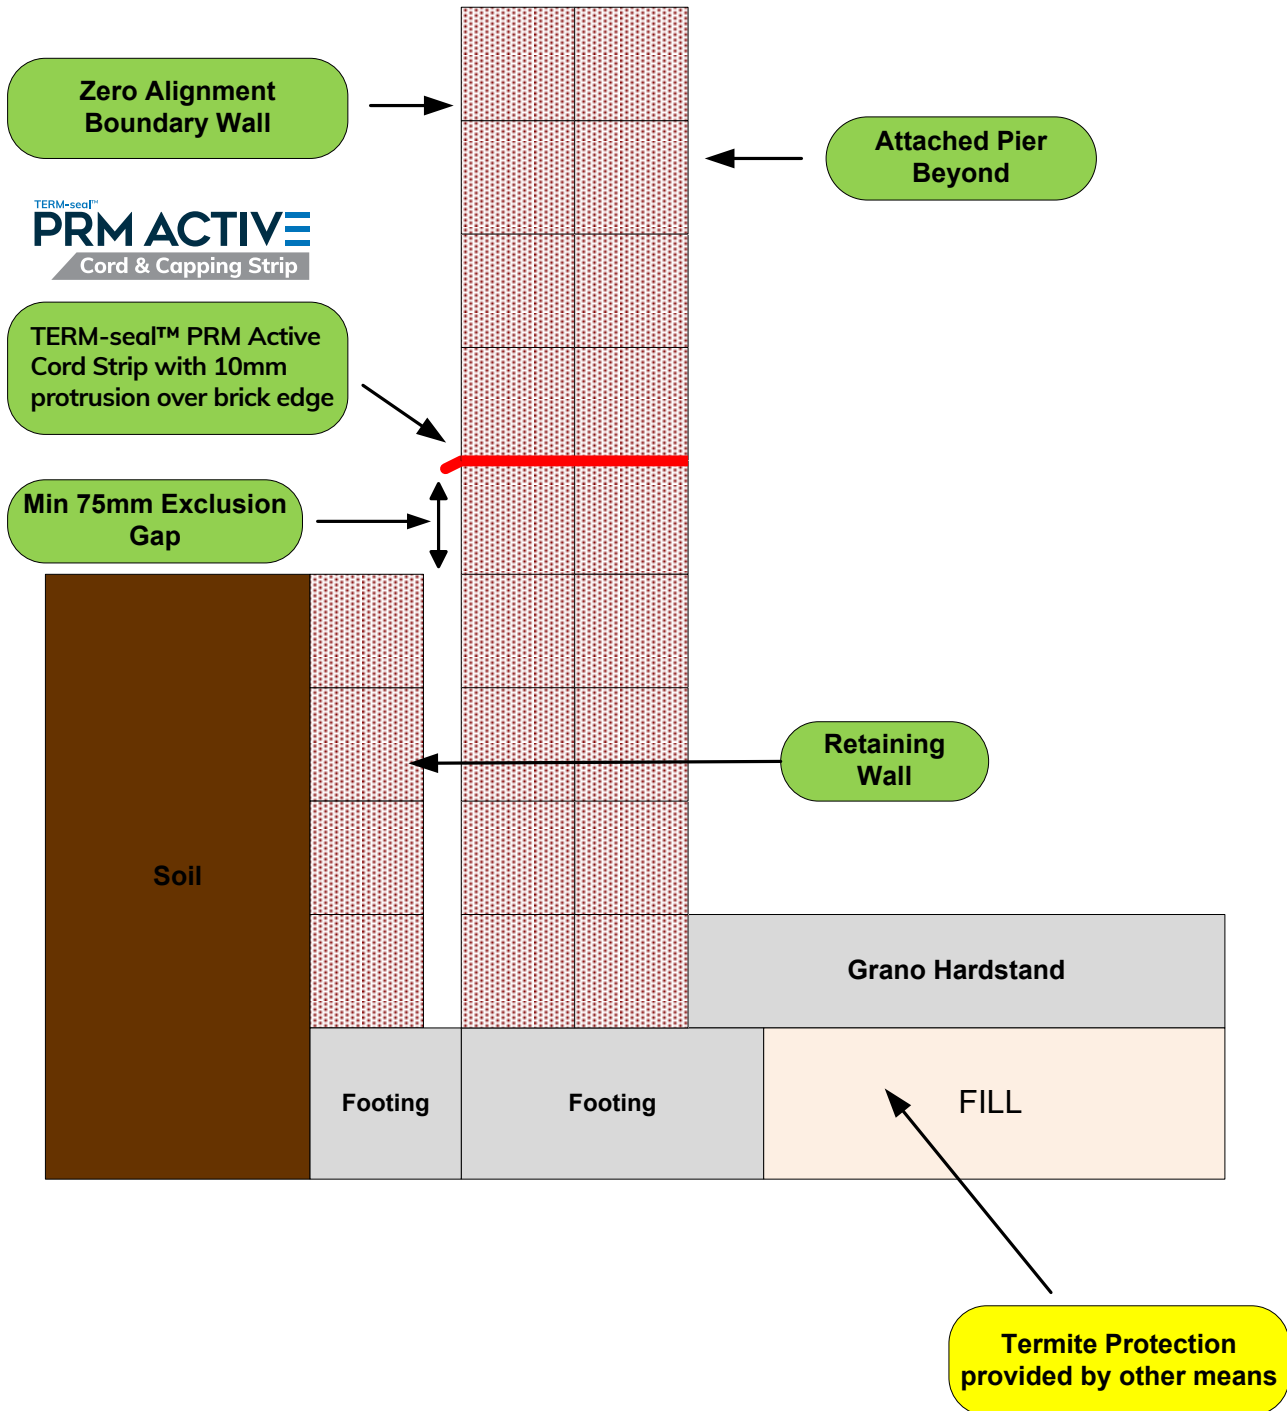 Zero Alignment
Boundary Wall
Attached Pier
Beyond
TERM-seal™
PRM ACTIVE
Cord & Capping Strip
TERM-seal™ PRM Active
Cord Strip with 10mm
protrusion over brick edge
Min 75mm Exclusion
Gap
Retaining
Wall
Soil
Grano Hardstand
Footing
Footing
FILL
Termite Protection
provided by other means